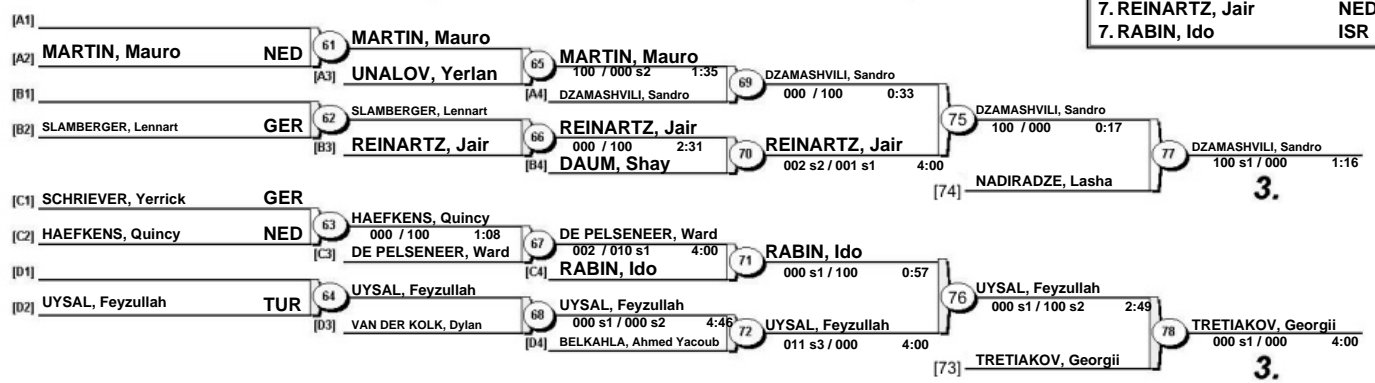 7. REINARTZ, Jair NED
7. RABIN, Ido ISR
[A1]
[A2] MARTIN, Mauro NED
61
MARTIN, Mauro
[A3] UNALOV, Yerlan
65
MARTIN, Mauro
100 / 000 s2 1:35
[A4] DZAMASHVILI, Sandro
69
DZAMASHVILI, Sandro
000 / 100 0:33
[B1]
[B2] SLAMBERGER, Lennart GER
62
SLAMBERGER, Lennart
[B3] REINARTZ, Jair
66
REINARTZ, Jair
000 / 100 2:31
[B4] DAUM, Shay
70
REINARTZ, Jair
002 s2 / 001 s1 4:00
75
DZAMASHVILI, Sandro
100 / 000 0:17
[74] NADIRADZE, Lasha
77
DZAMASHVILI, Sandro
100 s1 / 000 1:16
3.
[C1] SCHRIEVER, Yerrick GER
[C2] HAEFKENS, Quincy NED
63
HAEFKENS, Quincy
000 / 100 1:08
[C3] DE PELSENEER, Ward
67
DE PELSENEER, Ward
002 / 010 s1 4:00
[C4] RABIN, Ido
71
RABIN, Ido
000 s1 / 100 0:57
[D1]
[D2] UYSAL, Feyzullah TUR
64
UYSAL, Feyzullah
[D3] VAN DER KOLK, Dylan
68
UYSAL, Feyzullah
000 s1 / 000 s2 4:46
[D4] BELKAHLA, Ahmed Yacoub
72
UYSAL, Feyzullah
011 s3 / 000 4:00
76
UYSAL, Feyzullah
000 s1 / 100 s2 2:49
[73] TRETIAKOV, Georgii
78
TRETIAKOV, Georgii
000 s1 / 000 4:00
3.